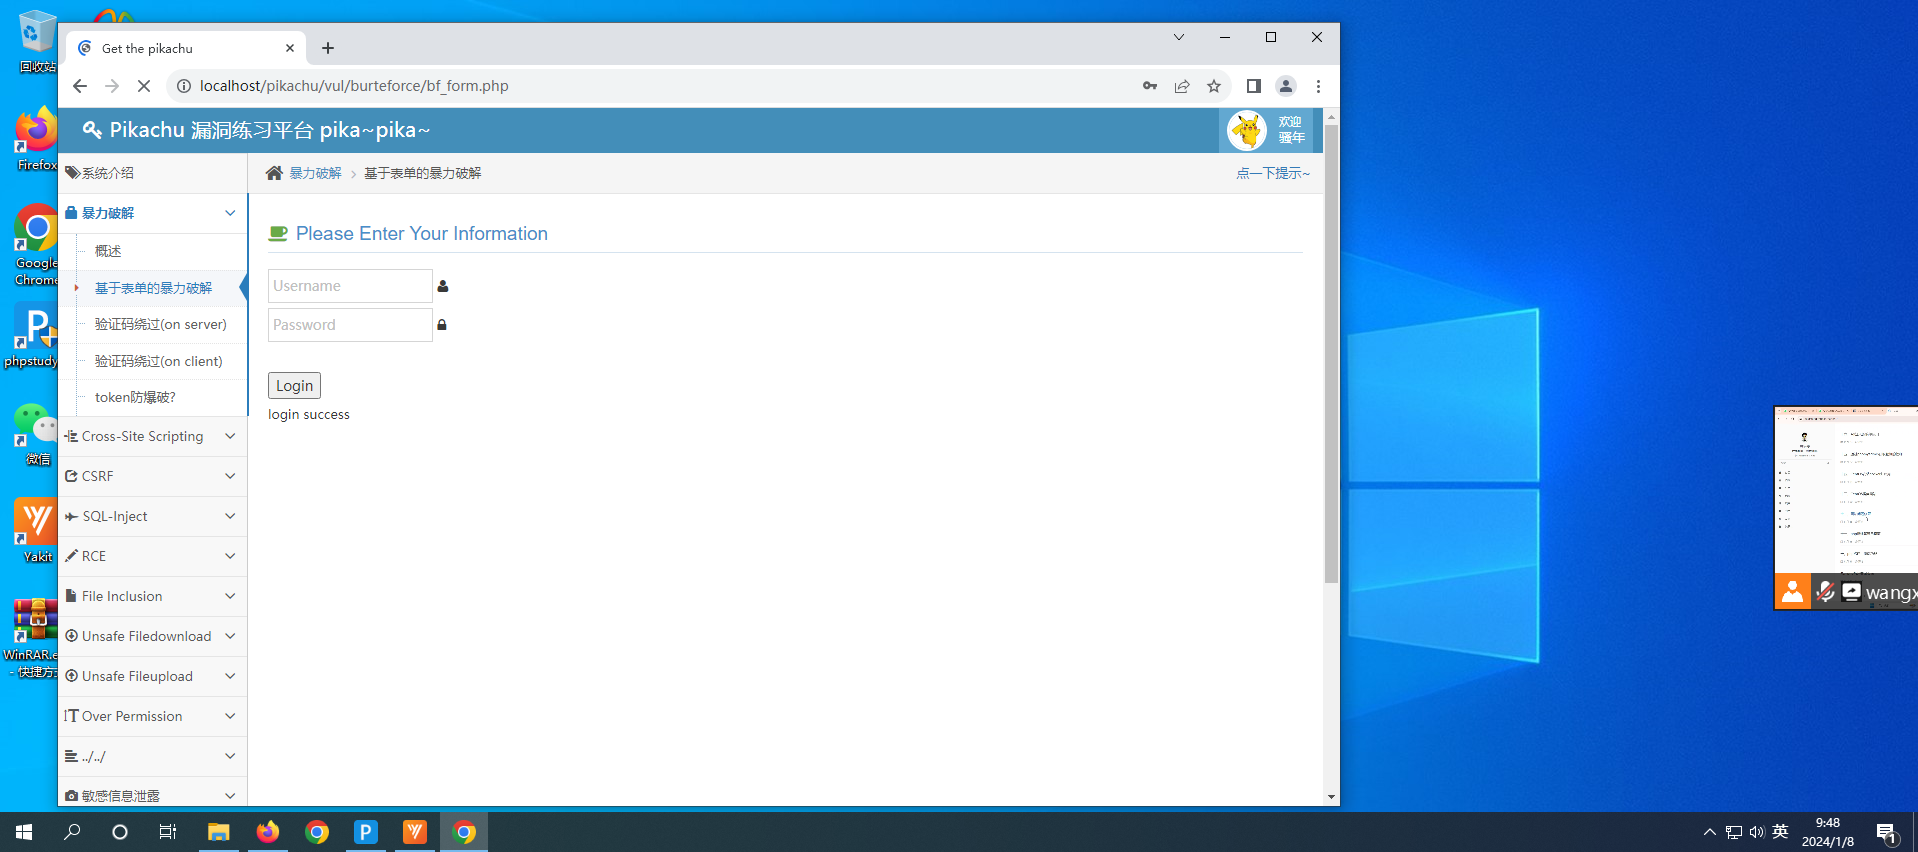 回收站
Firefox
Google
Chrome
phpstudy
微信
Yakit
WinRAR.e
- 快捷方式
Get the pikachu
localhost/pikachu/vul/burteforce/bf_form.php
Pikachu 漏洞练习平台 pika~pika~
欢迎
骚年
系统介绍
暴力破解
概述
基于表单的暴力破解
验证码绕过(on server)
验证码绕过(on client)
token防爆破?
Cross-Site Scripting
CSRF
SQL-Inject
RCE
File Inclusion
Unsafe Filedownload
Unsafe Fileupload
Over Permission
../../
敏感信息泄露
暴力破解 > 基于表单的暴力破解
点一下提示~
Please Enter Your Information
Username
Password
Login
login success
wangx
英
9:48
2024/1/8
1